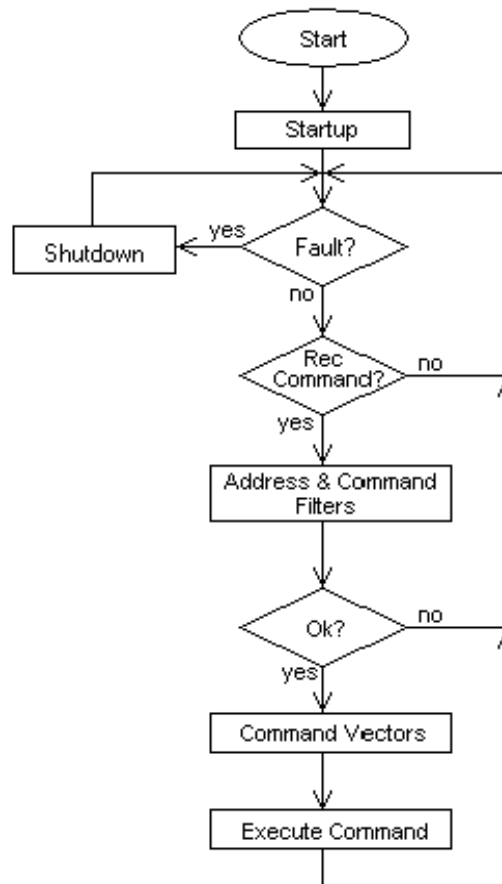 Start
Startup
yes
Shutdown
Fault?
no
Rec
Command?
no
yes
Address & Command
Filters
Ok?
no
yes
Command Vectors
Execute Command